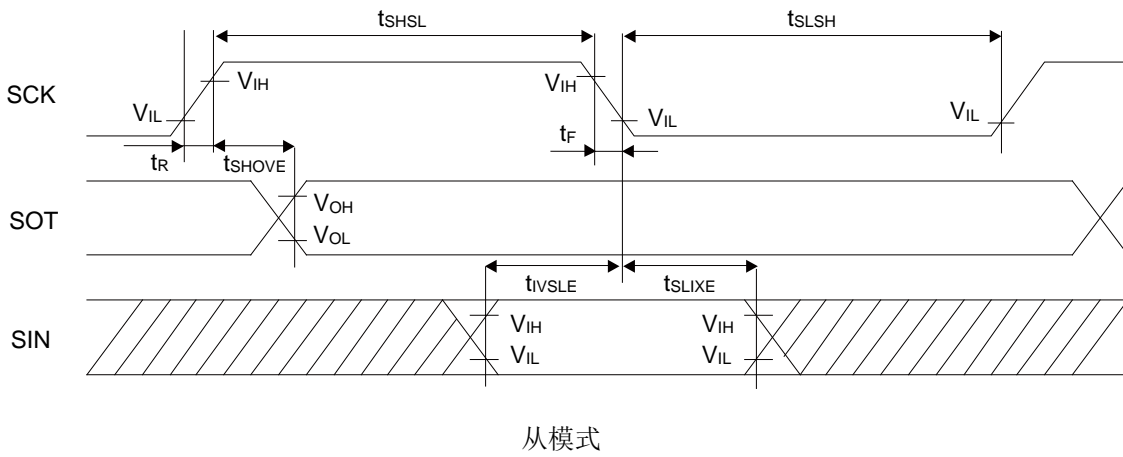 tSHSL
tSLSH
SCK
VIH
VIH
VIL
VIL
VIL
tR
tSHOVE
tF
SOT
VOH
VOL
tIVSLE
tSLIXE
SIN
VIH
VIH
VIL
VIL
从模式